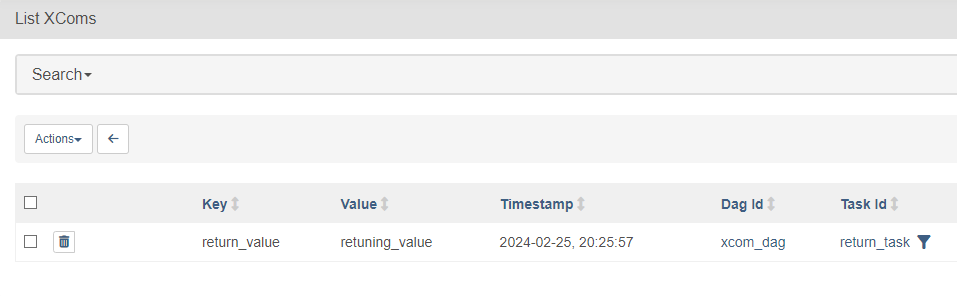 List XComs
Search
Actions
Key Value Timestamp Dag Id Task Id
return_value retuning_value 2024-02-25, 20:25:57 xcom_dag return_task